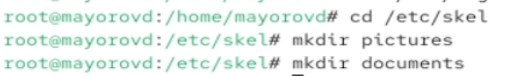 root@mayorovd:/home/mayorovd# cd /etc/skel
root@mayorovd:/etc/skel# mkdir pictures
root@mayorovd:/etc/skel# mkdir documents